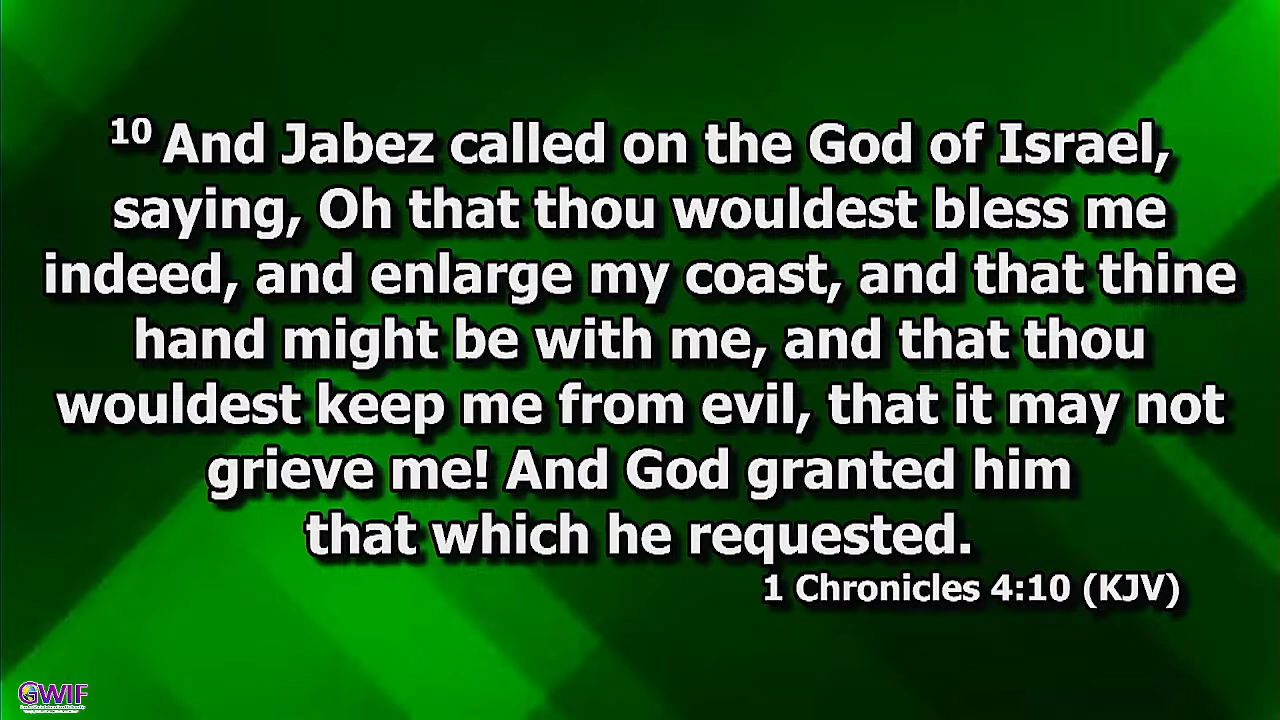 10 And Jabez called on the God of Israel,
saying, Oh that thou wouldest bless me
indeed, and enlarge my coast, and that thine
hand might be with me, and that thou
wouldest keep me from evil, that it may not
grieve me! And God granted him
that which he requested.
1 Chronicles 4:10 (KJV)
GWIF